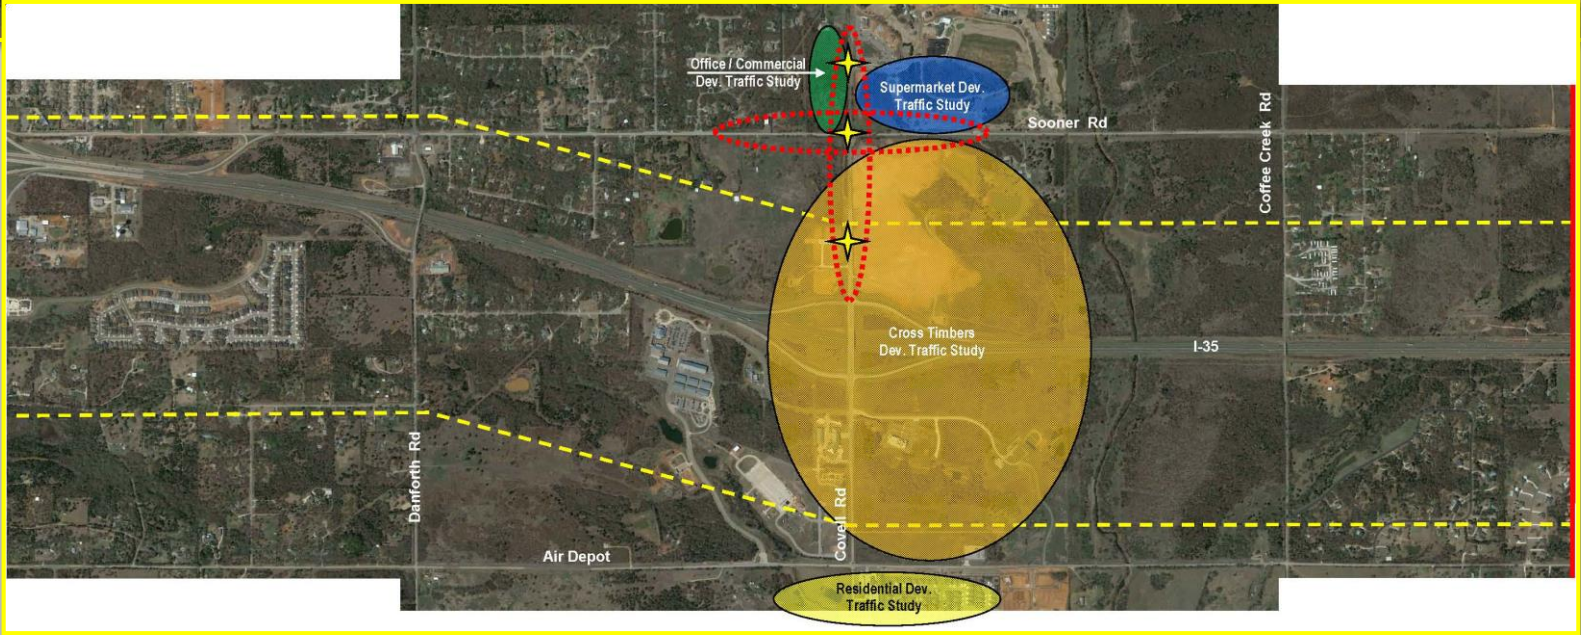 Office / Commercial
Dev. Traffic Study
Supermarket Dev.
Traffic Study
Sooner Rd
Coffee Creek Rd
Cross Timbers
Dev. Traffic Study
I-35
Danforth Rd
Covell Rd
Air Depot
Residential Dev.
Traffic Study